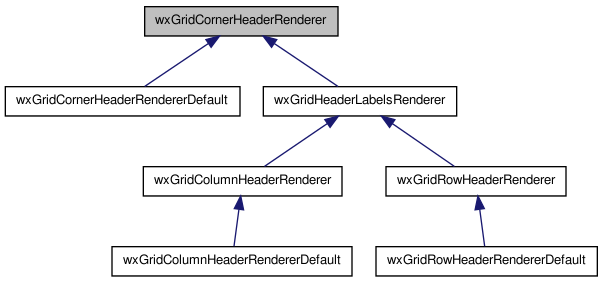 wxGridCornerHeaderRenderer
wxGridCornerHeaderRendererDefault
wxGridHeaderLabelsRenderer
wxGridColumnHeaderRenderer
wxGridRowHeaderRenderer
wxGridColumnHeaderRendererDefault
wxGridRowHeaderRendererDefault